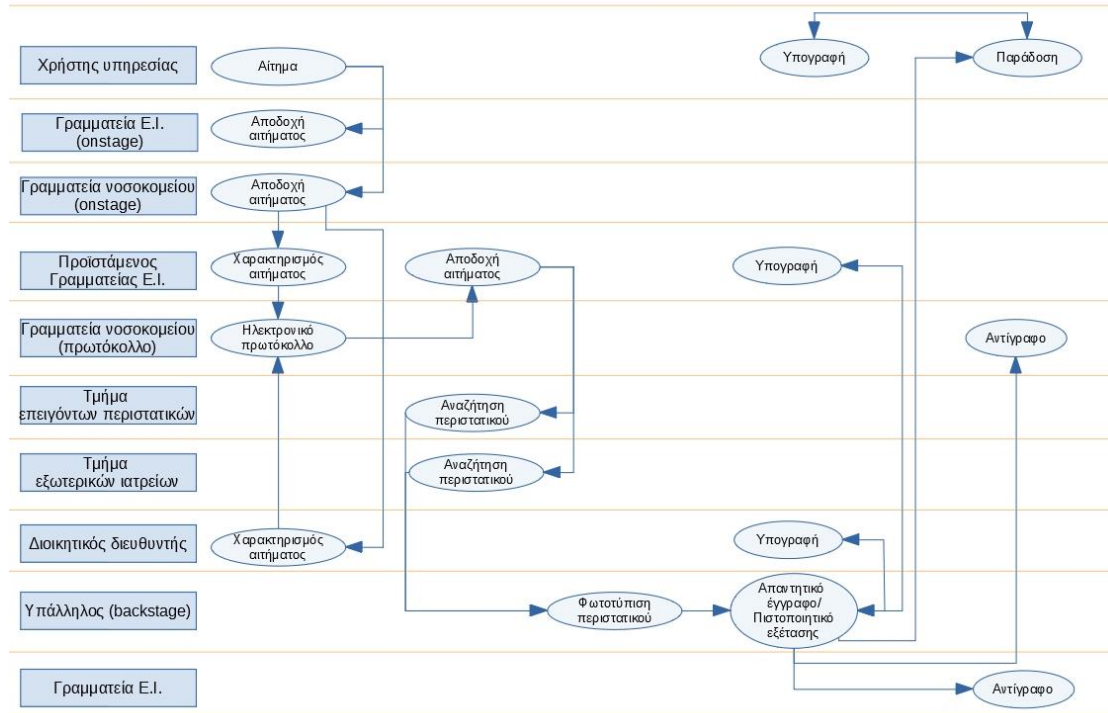 Χρήστης υπηρεσίας
Αίτημα
Υπογραφή
Παράδοση
Γραμματεία Ε.Ι.
(onstage)
Αποδοχή
αιτήματος
Γραμματεία νοσοκομείου
(onstage)
Αποδοχή
αιτήματος
Προϊστάμενος
Γραμματείας Ε.Ι.
Χαρακτηρισμός
αιτήματος
Αποδοχή
αιτήματος
Υπογραφή
Γραμματεία νοσοκομείου
(πρωτόκολλο)
Ηλεκτρονικό
πρωτόκολλο
Αντίγραφο
Τμήμα
επειγόντων περιστατικών
Αναζήτηση
περιστατικού
Τμήμα
εξωτερικών ιατρείων
Αναζήτηση
περιστατικού
Διοικητικός διευθυντής
Χαρακτηρισμός
αιτήματος
Υπογραφή
Υπάλληλος (backstage)
Φωτοτύπιση
περιστατικού
Απαντητικό
έγγραφο/
Πιστοποιητικό
εξέτασης
Γραμματεία Ε.Ι.
Αντίγραφο